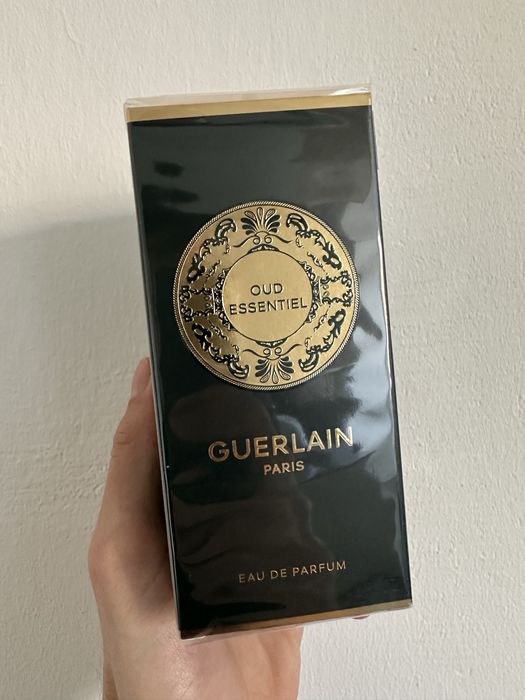 OUD
ESSENTIEL
GUERLAIN
PARIS
EAU DE PARFUM